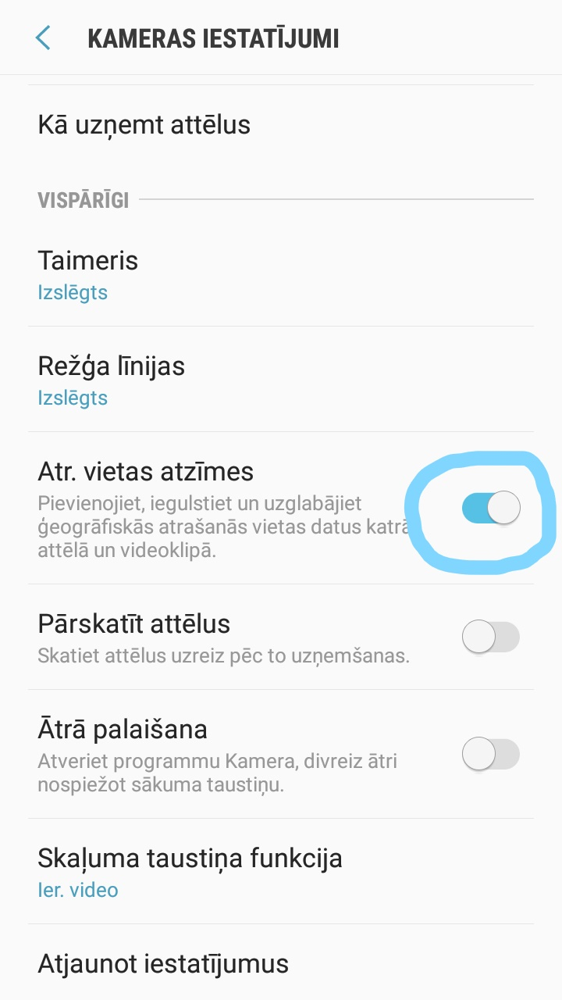 KAMERAS IESTATĪJUMI
Kā uzņemt attēlus
VISPĀRĪGI
Taimeris
Izslēgts
Režģa līnijas
Izslēgts
Atr. vietas atzīmes
Pievienojiet, iegulstiet un uzglabājiet
ģeogrāfiskās atrašanās vietas datus katrā
attēlā un videoklipā.
Pārskatīt attēlus
Skatiet attēlus uzreiz pēc to uzņemšanas.
Ātrā palaišana
Atveriet programmu Kamera, divreiz ātri
nospiežot sākuma taustiņu.
Skaļuma taustiņa funkcija
Ier. video
Atjaunot iestatījumus